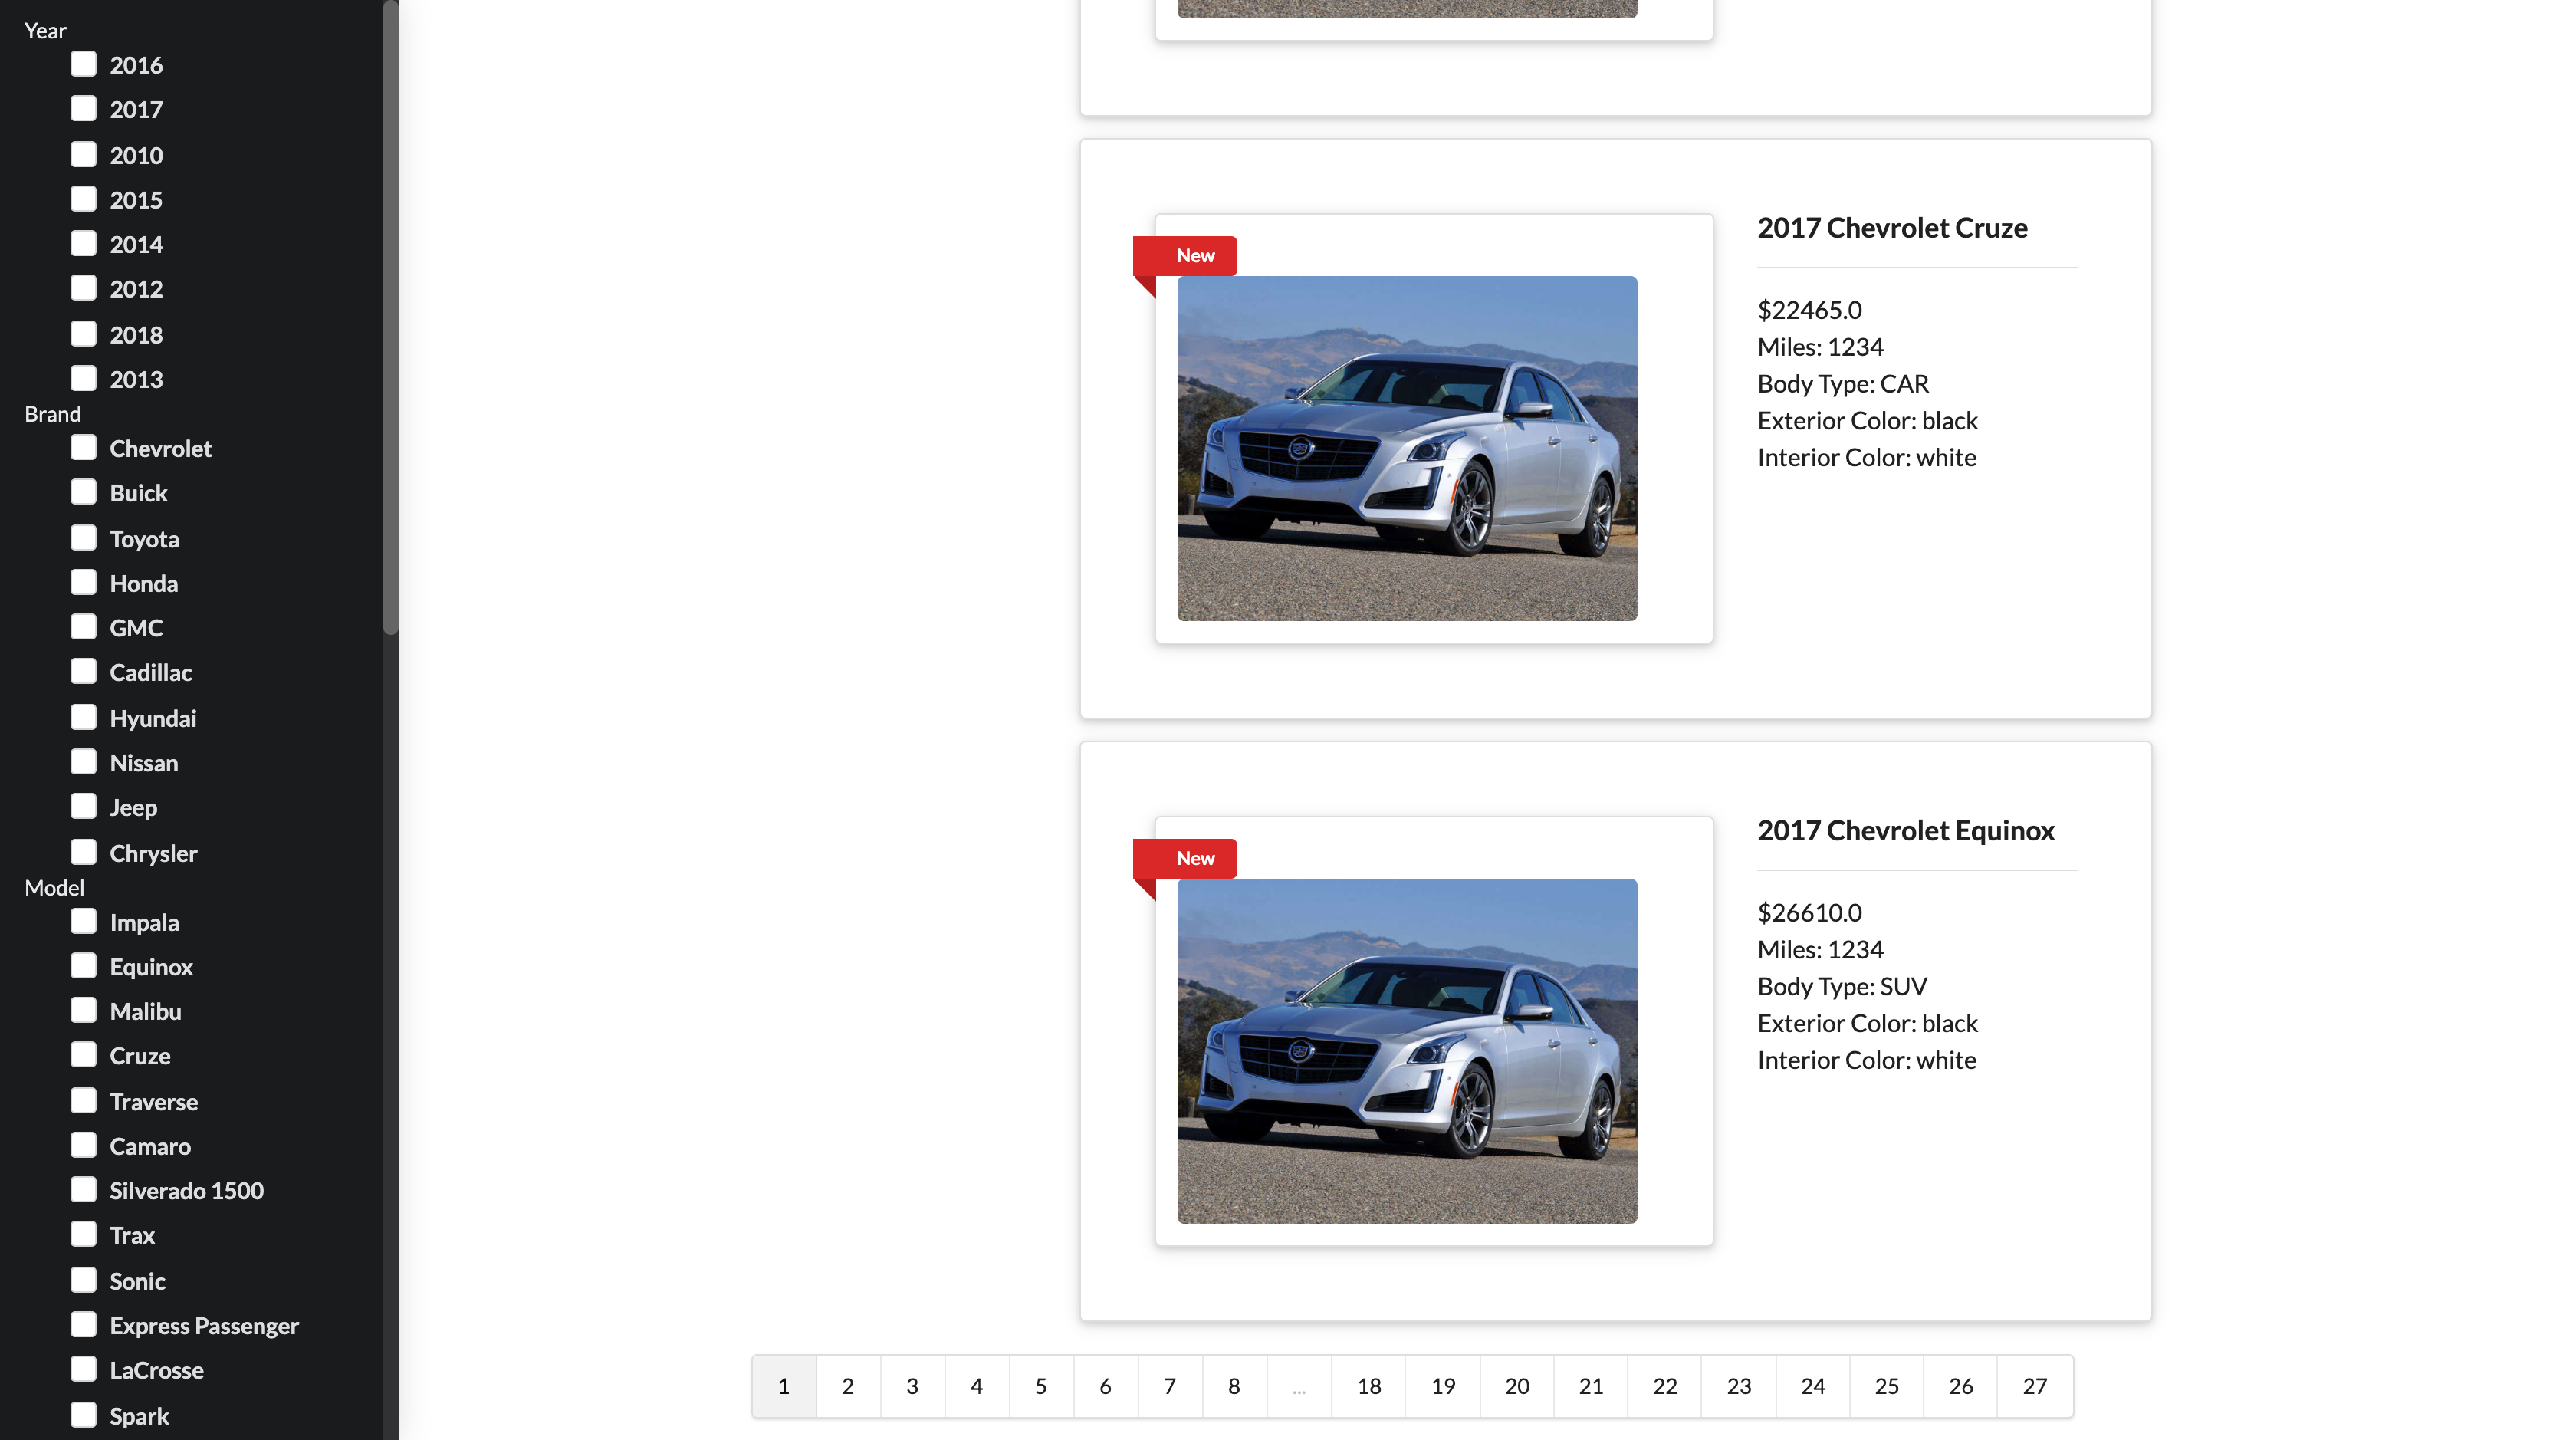 Year
2016
2017
2010
2015
2014
2012
2018
2013
Brand
Chevrolet
Buick
Toyota
Honda
GMC
Cadillac
Hyundai
Nissan
Jeep
Chrysler
Model
Impala
Equinox
Malibu
Cruze
Traverse
Camaro
Silverado 1500
Trax
Sonic
Express Passenger
LaCrosse
Spark
New
2017 Chevrolet Cruze
$22465.0
Miles: 1234
Body Type: CAR
Exterior Color: black
Interior Color: white
New
2017 Chevrolet Equinox
$26610.0
Miles: 1234
Body Type: SUV
Exterior Color: black
Interior Color: white
1 2 3 4 5 6 7 8 ... 18 19 20 21 22 23 24 25 26 27